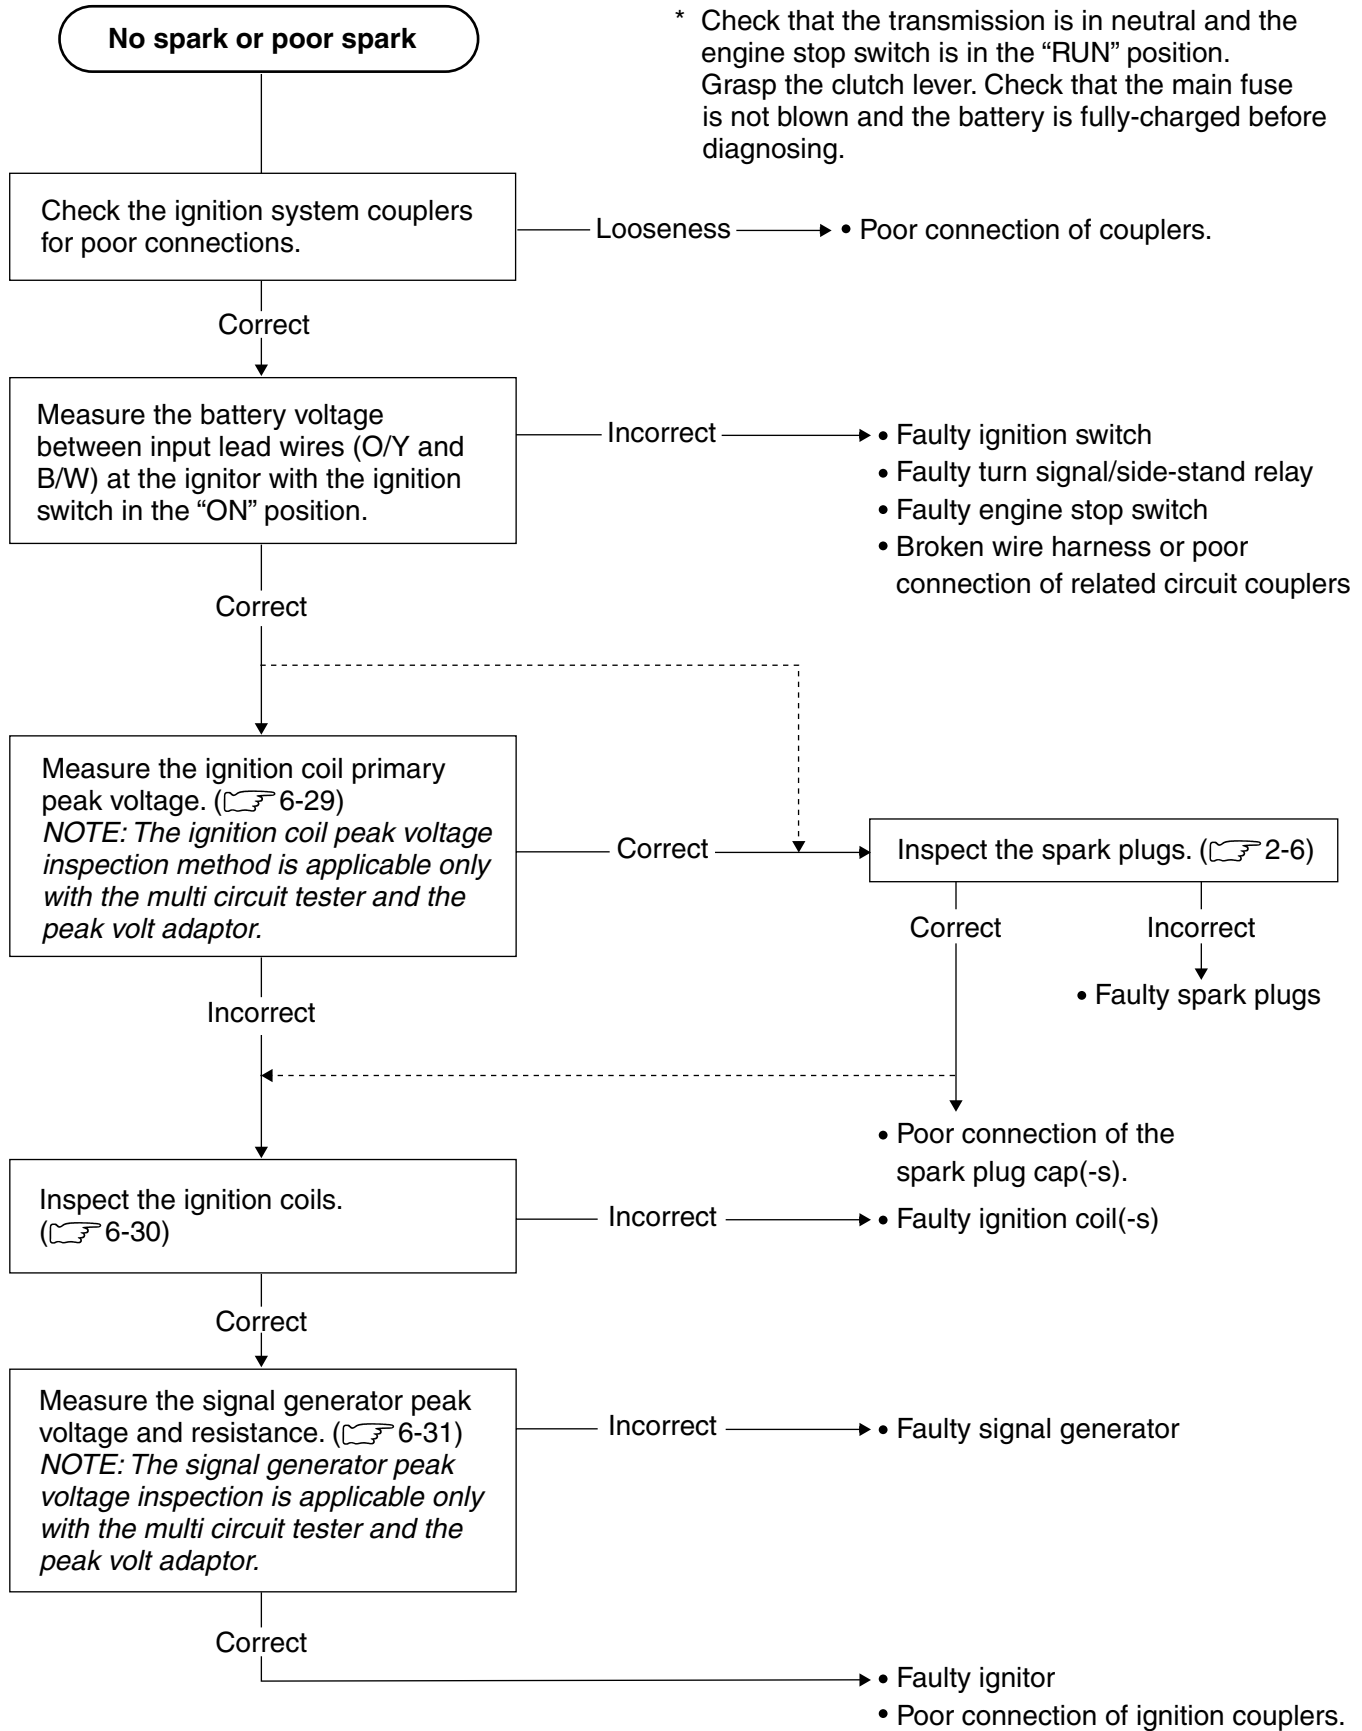 No spark or poor spark
* Check that the transmission is in neutral and the
engine stop switch is in the “RUN” position.
Grasp the clutch lever. Check that the main fuse
is not blown and the battery is fully-charged before
diagnosing.
Check the ignition system couplers
for poor connections.
Looseness
• Poor connection of couplers.
Correct
Measure the battery voltage
between input lead wires (O/Y and
B/W) at the ignitor with the ignition
switch in the “ON” position.
Incorrect
• Faulty ignition switch
• Faulty turn signal/side-stand relay
• Faulty engine stop switch
• Broken wire harness or poor
connection of related circuit couplers
Correct
Measure the ignition coil primary
peak voltage. (☞ 6-29)
NOTE: The ignition coil peak voltage
inspection method is applicable only
with the multi circuit tester and the
peak volt adaptor.
Correct
Inspect the spark plugs. (☞ 2-6)
Correct
Incorrect
• Faulty spark plugs
Incorrect
• Poor connection of the
spark plug cap(-s).
Inspect the ignition coils.
(☞ 6-30)
Incorrect
• Faulty ignition coil(-s)
Correct
Measure the signal generator peak
voltage and resistance. (☞ 6-31)
NOTE: The signal generator peak
voltage inspection is applicable only
with the multi circuit tester and the
peak volt adaptor.
Incorrect
• Faulty signal generator
Correct
• Faulty ignitor
• Poor connection of ignition couplers.